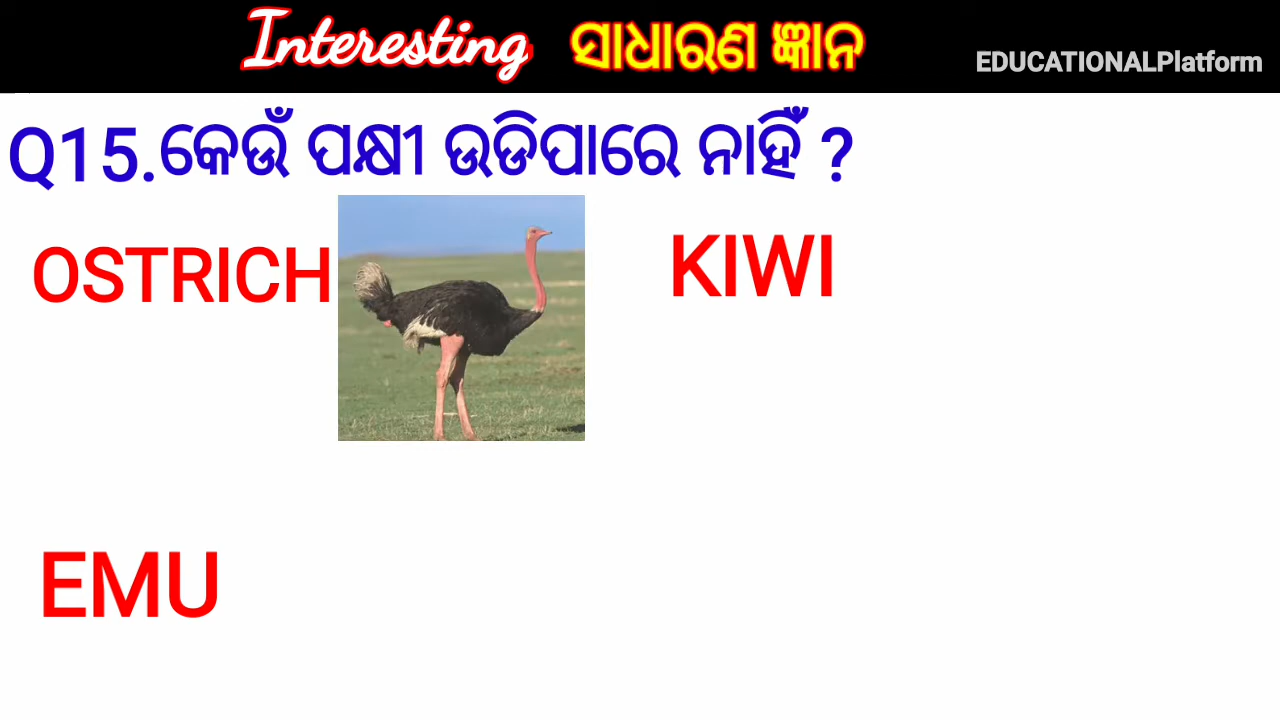 Interesting ସାଧାରଣ ଜ୍ଞାନ
EDUCATIONALPlatform
Q15.କେଉଁ ପକ୍ଷୀ ଉଡିପାରେ ନାହିଁ ?
OSTRICH
KIWI
EMU